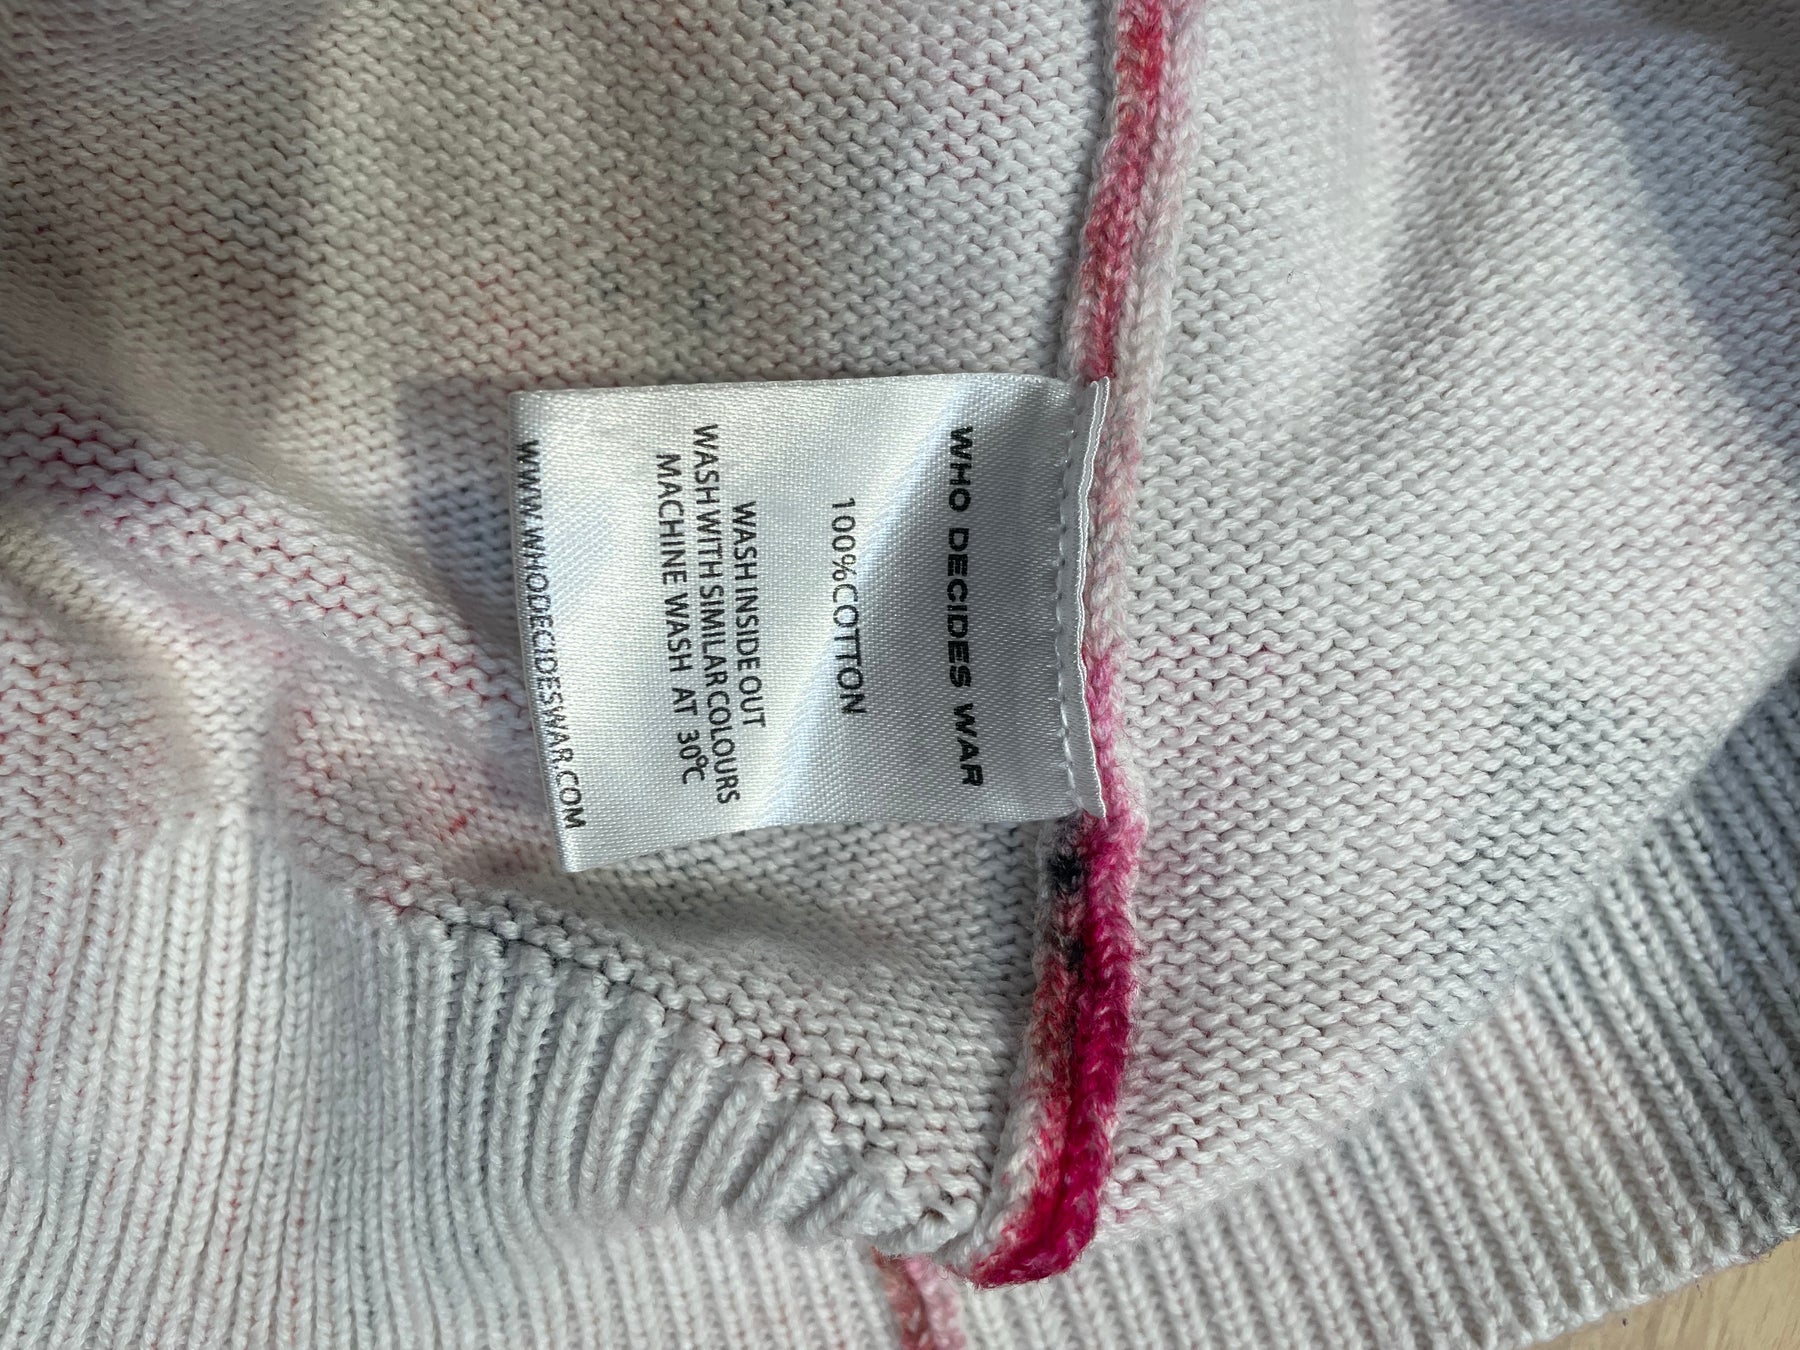 WHO DECIDES WAR
100%COTTON
WASH INSIDE OUT
WASH WITH SIMILAR COLOURS
MACHINE WASH AT 30°C
WWW.WHODECIDESWAR.COM